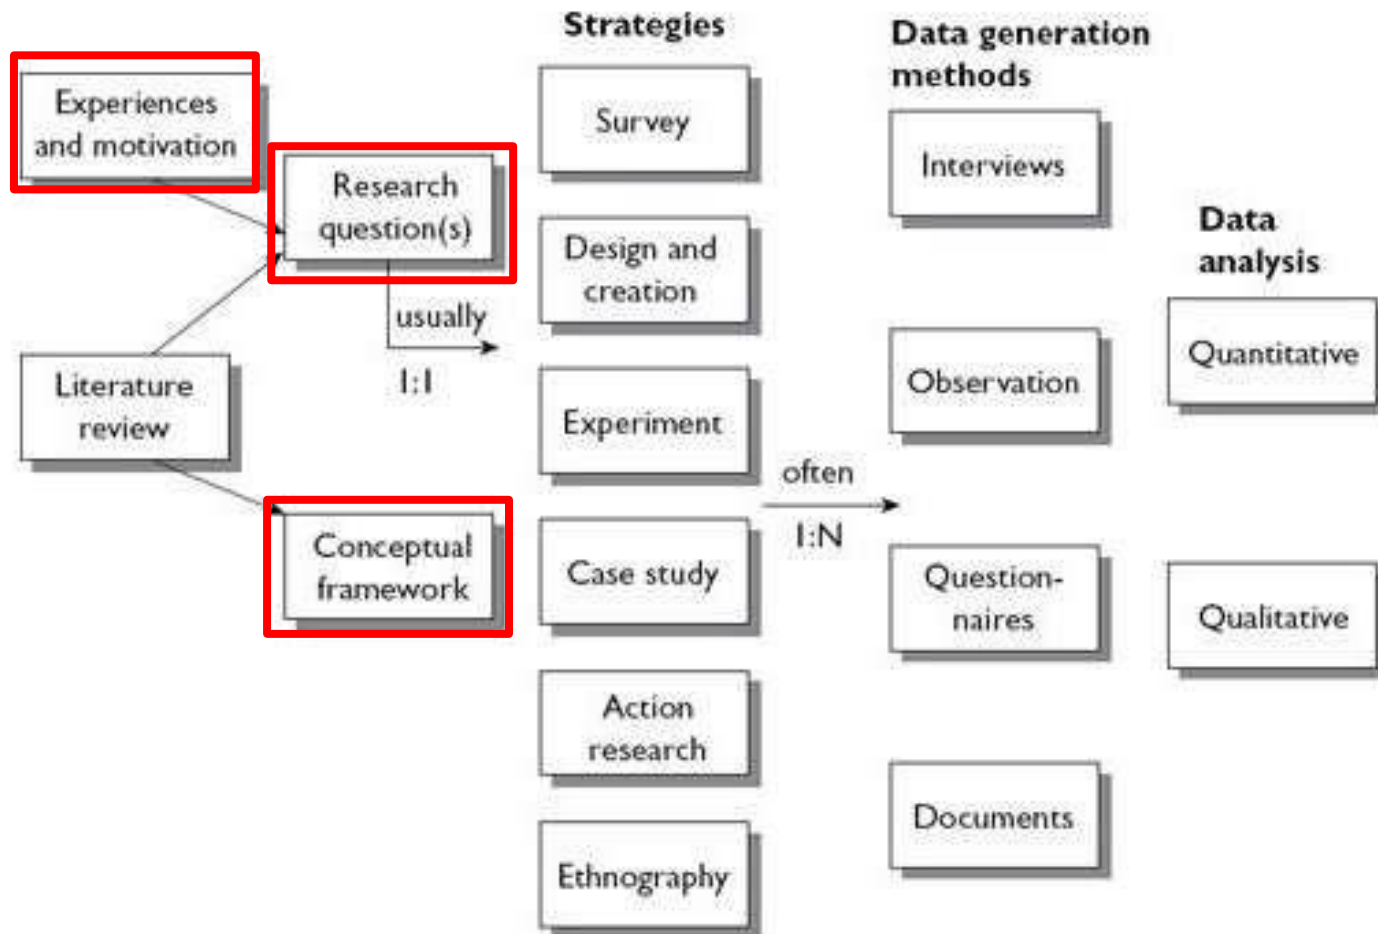 Experiences
and motivation
Literature
review
Research
question(s)
usually
1:1
Conceptual
framework
Strategies
Survey
Design and
creation
Experiment
Case study
Action
research
Ethnography
often
1:N
Data generation
methods
Interviews
Observation
Question-
naires
Documents
Data
analysis
Quantitative
Qualitative